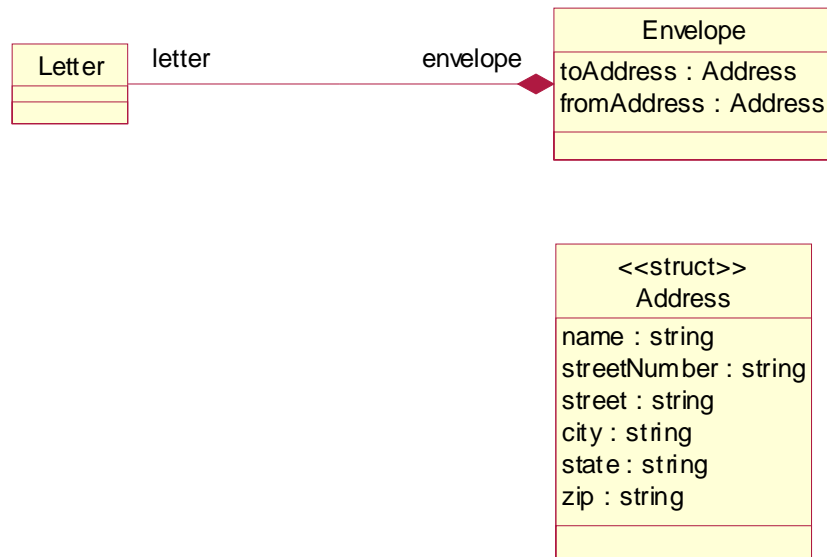 Letter
letter
envelope
Envelope
toAddress : Address
fromAddress : Address
<<struct>>
Address
name : string
streetNumber : string
street : string
city : string
state : string
zip : string